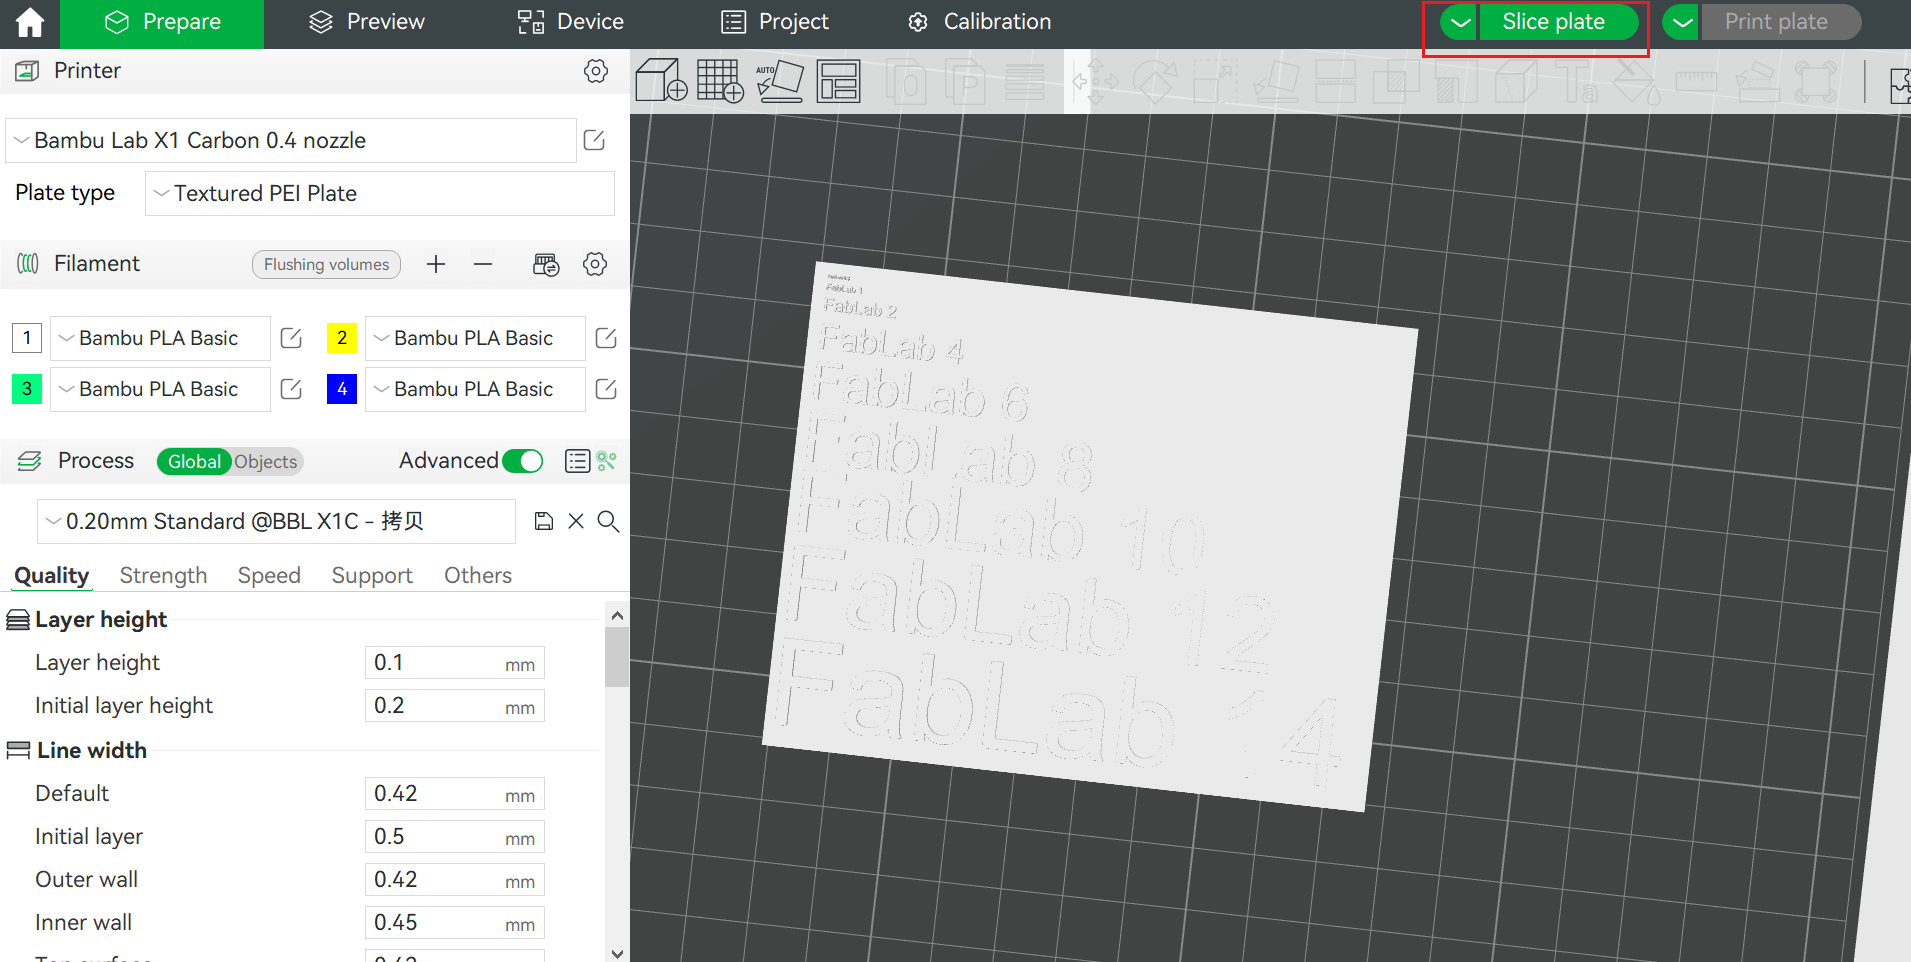 Prepare
Preview
Device
Project
Calibration
Slice plate
Print plate
Printer
AUTO
Bambu Lab X1 Carbon 0.4 nozzle
Plate type
Textured PEI Plate
Filament
Flushing volumes
1
Bambu PLA Basic
2
Bambu PLA Basic
3
Bambu PLA Basic
4
Bambu PLA Basic
Process
Global
Objects
Advanced
0.20mm Standard @BBL X1C - 拷贝
Quality
Strength
Speed
Support
Others
Layer height
Layer height
0.1 mm
Initial layer height
0.2 mm
Line width
Default
0.42 mm
Initial layer
0.5 mm
Outer wall
0.42 mm
Inner wall
0.45 mm
FabLab 1
FabLab 2
FabLab 4
FabLab 6
FabLab 8
FabLab 10
FabLab 12
FabLab 14